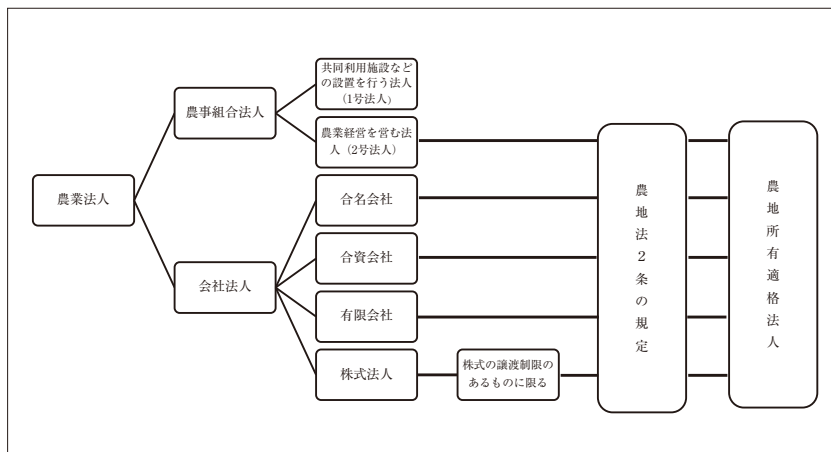 農業法人
農事組合法人
共同利用施設など
の設置を行う法人
（1号法人）
農業経営を営む法
人（2号法人）
会社法人
合名会社
合資会社
有限会社
株式法人
株式の譲渡制限の
あるものに限る
農地法２条の規定
農地所有適格法人